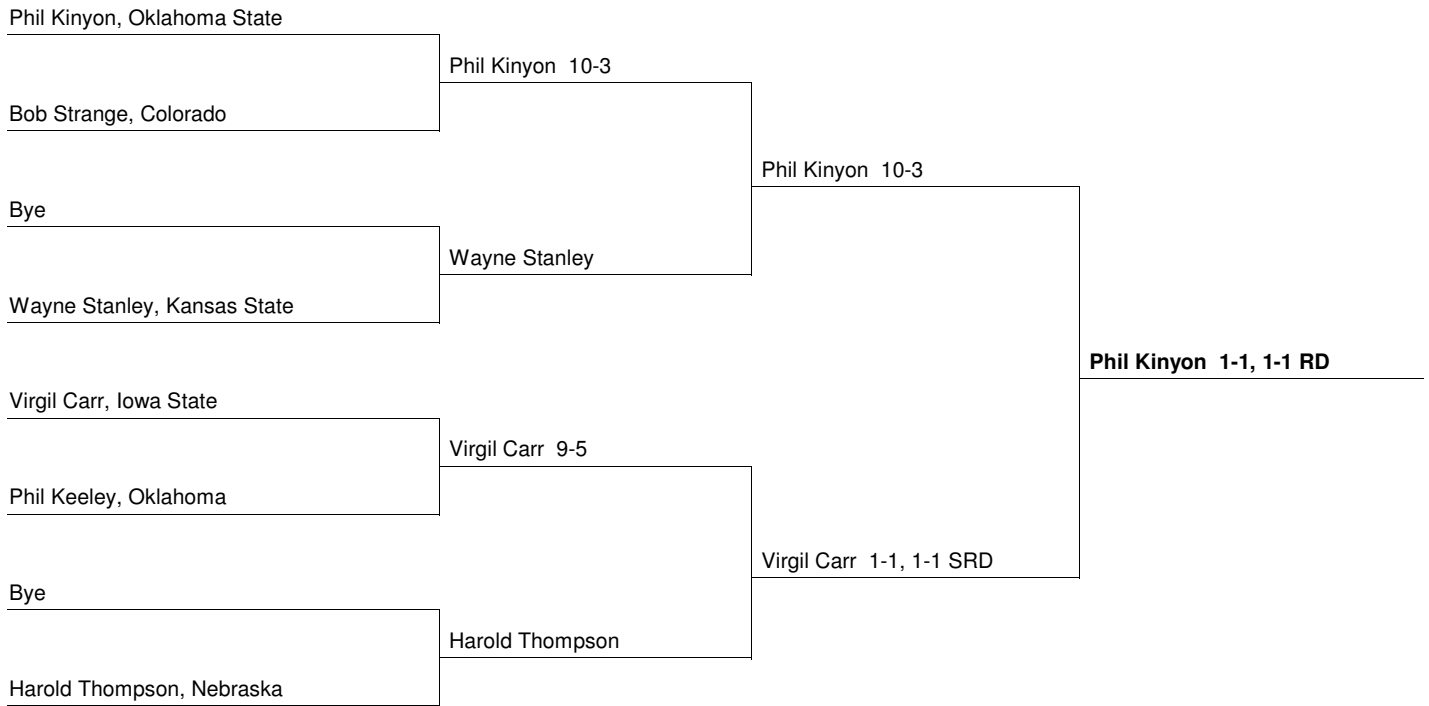 Phil Kinyon, Oklahoma State
Phil Kinyon 10-3
Bob Strange, Colorado
Phil Kinyon 10-3
Bye
Wayne Stanley
Wayne Stanley, Kansas State
Phil Kinyon 1-1, 1-1 RD
Virgil Carr, Iowa State
Virgil Carr 9-5
Phil Keeley, Oklahoma
Virgil Carr 1-1, 1-1 SRD
Bye
Harold Thompson
Harold Thompson, Nebraska